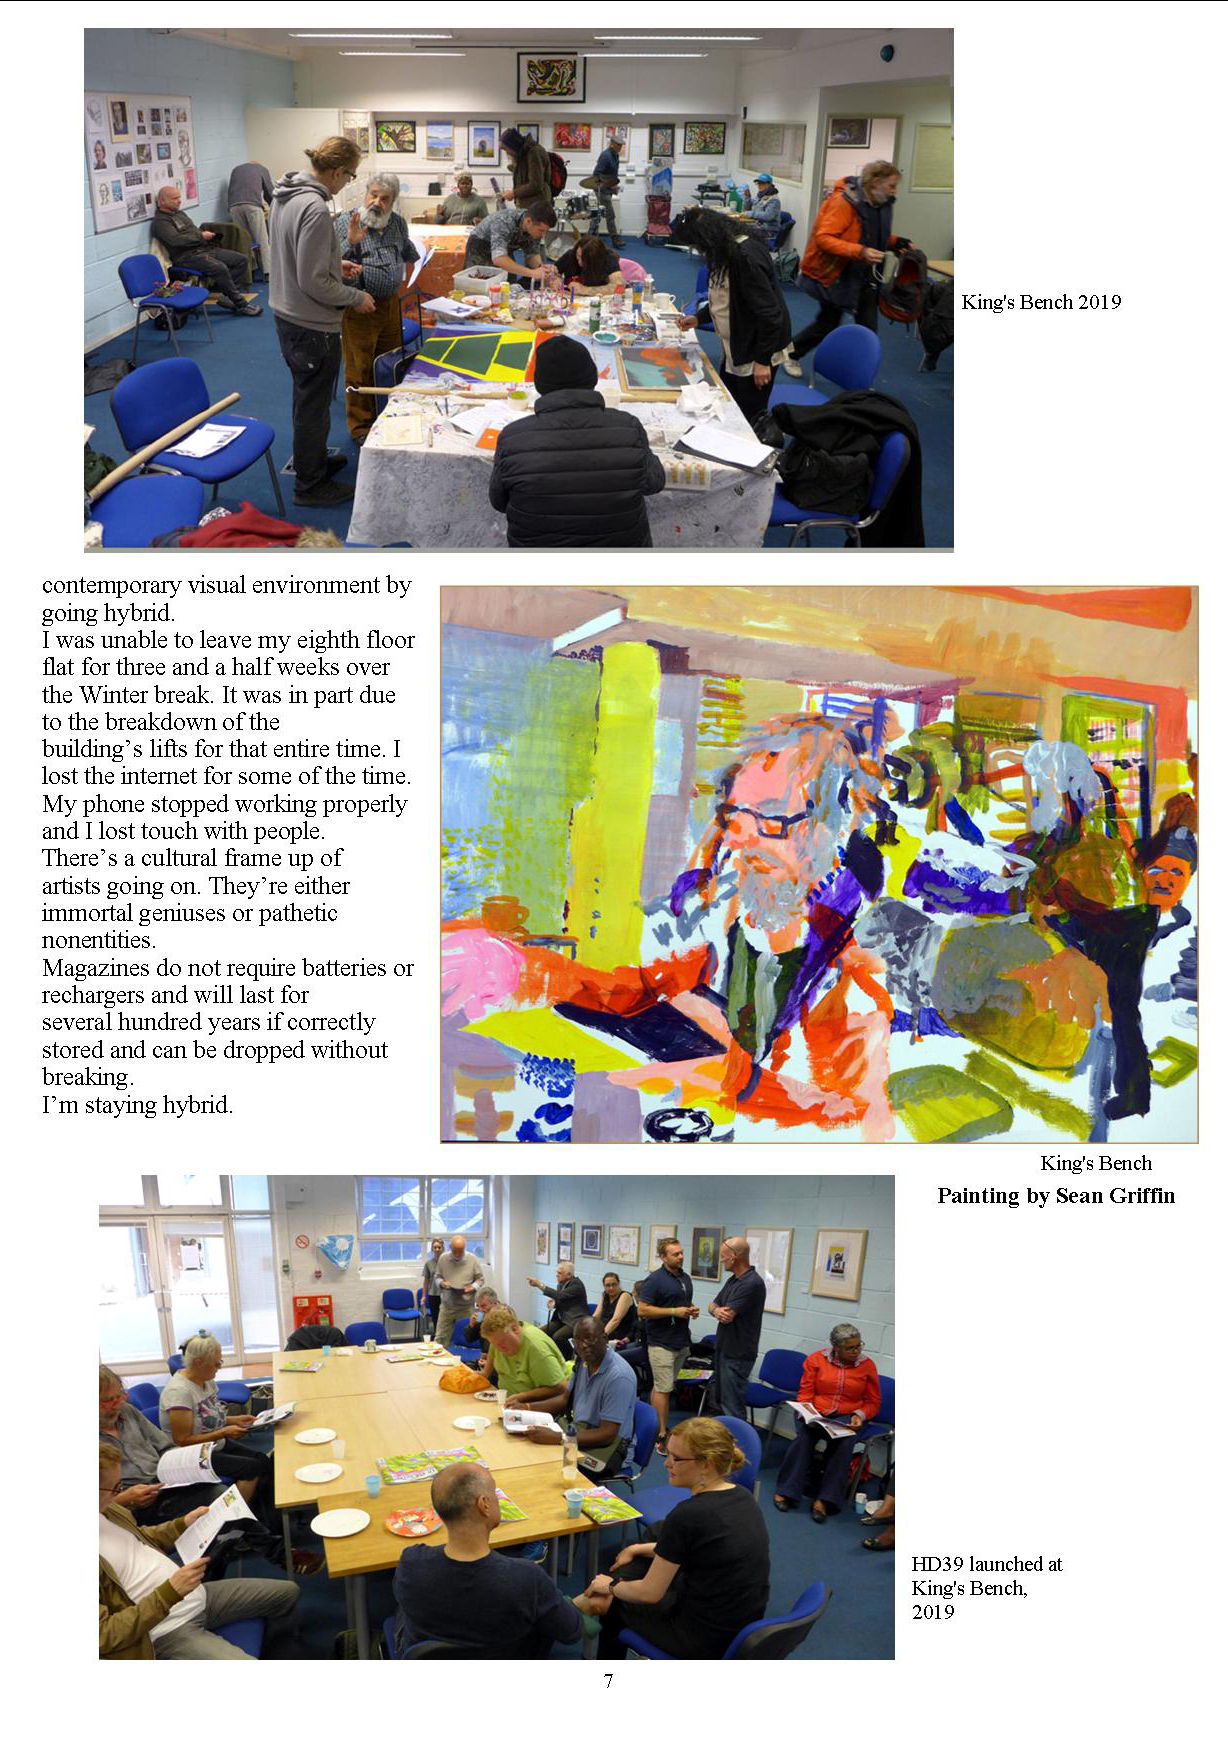 King's Bench 2019
contemporary visual environment by
going hybrid.
I was unable to leave my eighth floor
flat for three and a half weeks over
the Winter break. It was in part due
to the breakdown of the
building’s lifts for that entire time. I
lost the internet for some of the time.
My phone stopped working properly
and I lost touch with people.
There’s a cultural frame up of
artists going on. They’re either
immortal geniuses or pathetic
nonentities.
Magazines do not require batteries or
rechargers and will last for
several hundred years if correctly
stored and can be dropped without
breaking.
I’m staying hybrid.
King's Bench
Painting by Sean Griffin
HD39 launched at
King's Bench,
2019
7